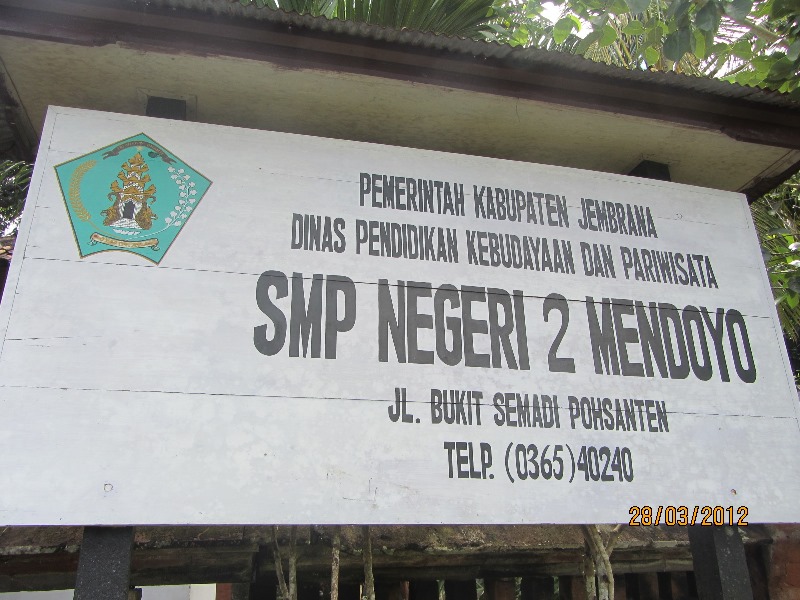 PEMERINTAH KABUPATEN JEMBRANA
DINAS PENDIDIKAN KEBUDAYAAN DAN PARIWISATA
SMP NEGERI 2 MENDOYO
JL. BUKIT SEMADI POHSANTEN
TELP. (0365)40240
28/03/2012